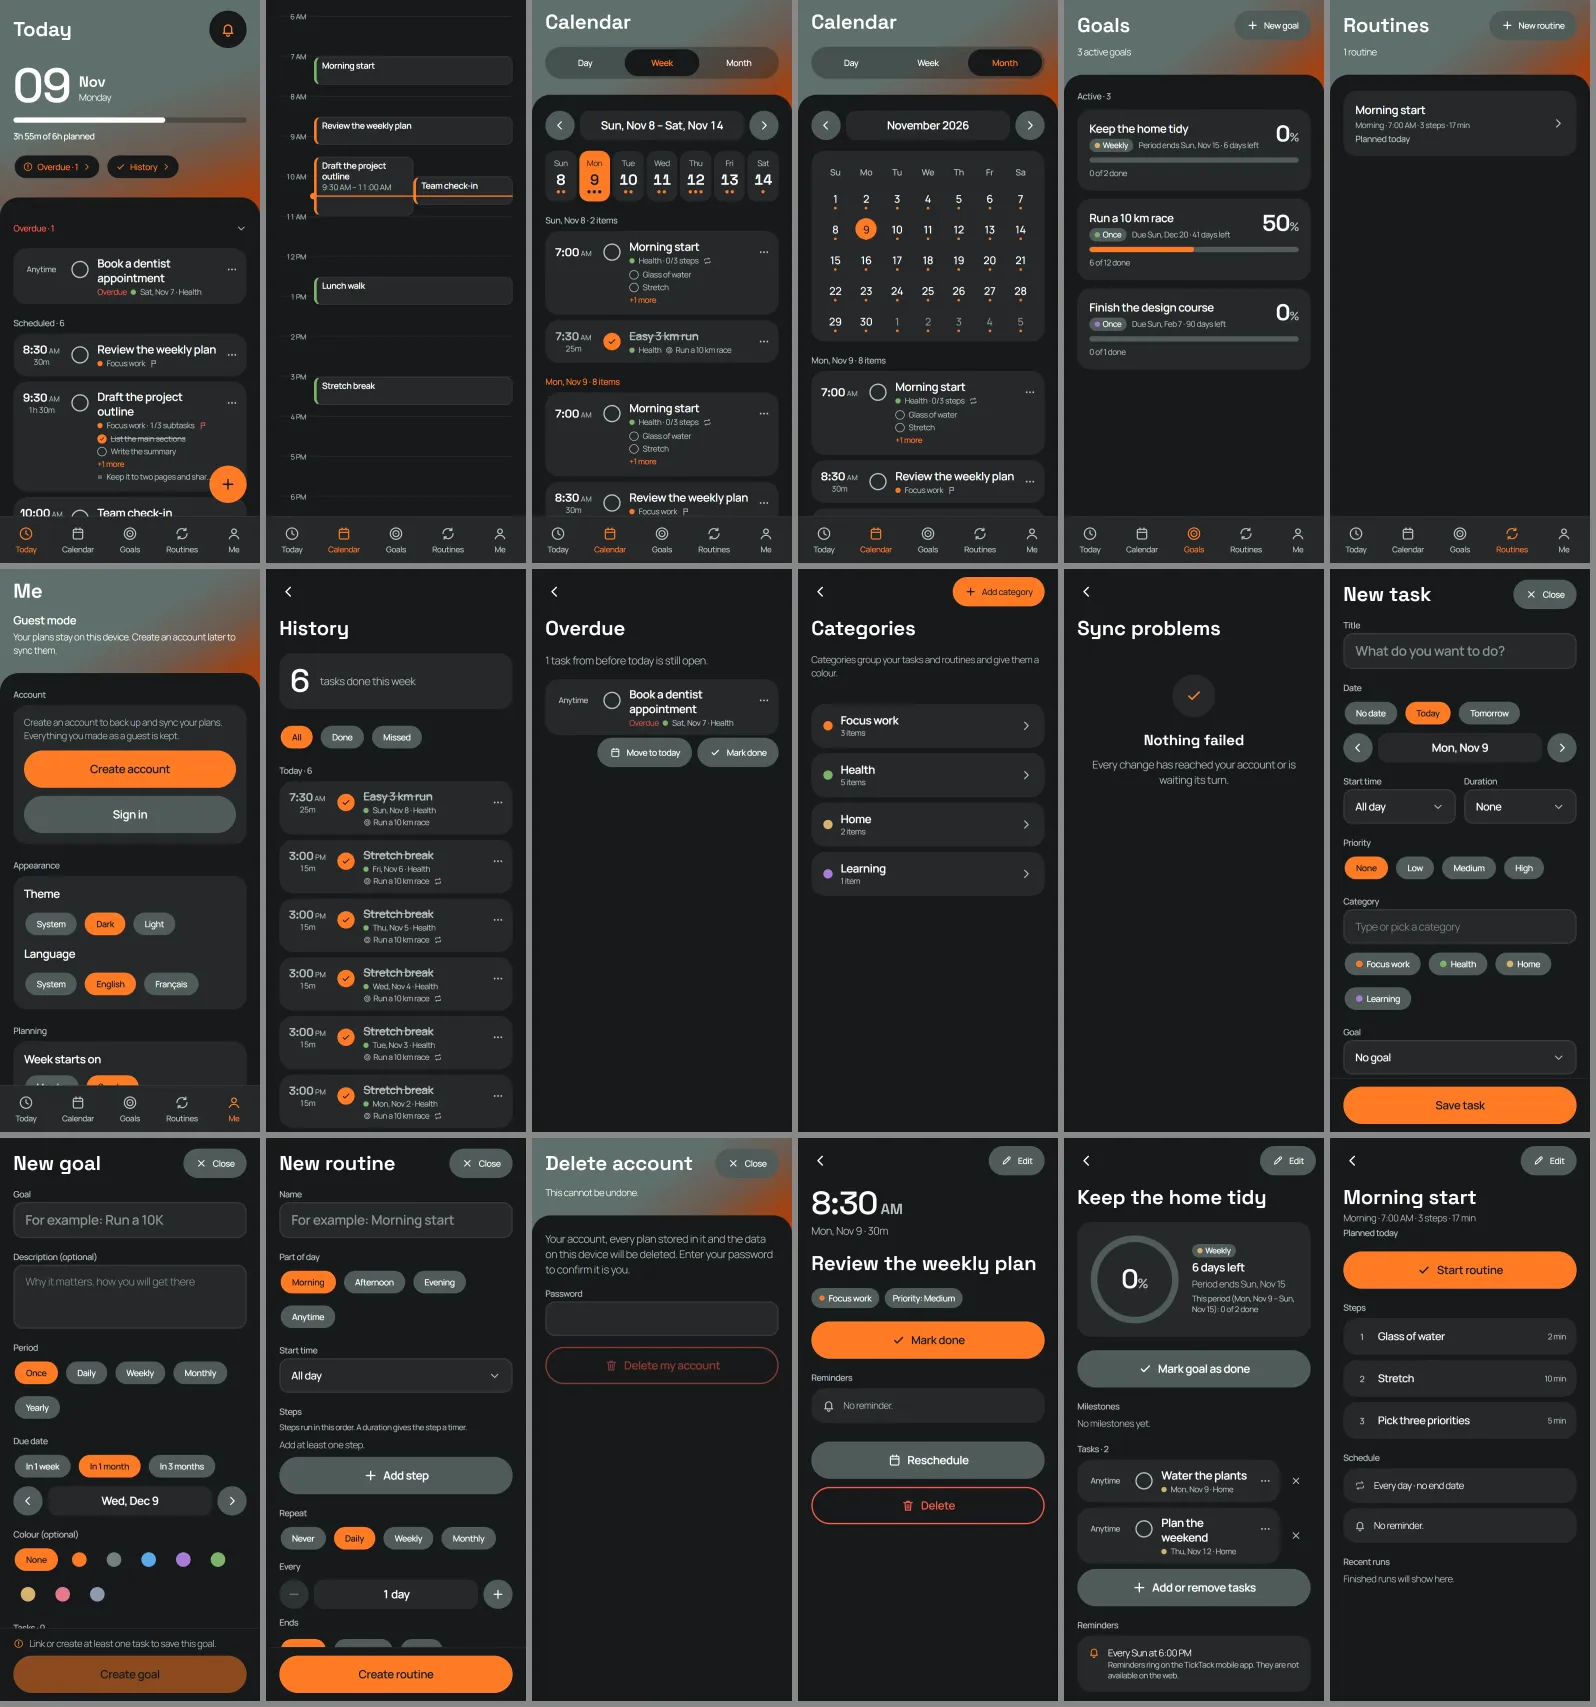 Today
09 Nov
Monday
3h 55m of 6h planned
Overdue · 1
History
Overdue · 1
Anytime
Book a dentist
appointment
Overdue Sat, Nov 7 · Health
Scheduled · 6
8:30 AM
30m
Review the weekly plan
Focus work
9:30 AM
1h 30m
Draft the project
outline
Focus work · 1/3 subtasks
List the main sections
Write the summary
+1 more
Keep it to two pages and shar...
10:00 AM
Team check-in
Today
Calendar
Goals
Routines
Me
6 AM
7 AM
Morning start
8 AM
9 AM
Review the weekly plan
10 AM
Draft the project
outline
9:30 AM – 11:00 AM
Team check-in
11 AM
12 PM
1 PM
Lunch walk
2 PM
3 PM
Stretch break
4 PM
5 PM
6 PM
Today
Calendar
Goals
Routines
Me
Calendar
Day
Week
Month
Sun, Nov 8 – Sat, Nov 14
Sun Mon Tue Wed Thu Fri Sat
8 9 10 11 12 13 14
Sun, Nov 8 · 2 items
7:00 AM
Morning start
Health · 0/3 steps
Glass of water
Stretch
+1 more
7:30 AM
25m
Easy 3 km run
Health Run a 10 km race
Mon, Nov 9 · 8 items
7:00 AM
Morning start
Health · 0/3 steps
Glass of water
Stretch
+1 more
8:30 AM
30m
Review the weekly plan
Focus work
Today
Calendar
Goals
Routines
Me
Calendar
Day
Week
Month
November 2026
Su Mo Tu We Th Fr Sa
1 2 3 4 5 6 7
8 9 10 11 12 13 14
15 16 17 18 19 20 21
22 23 24 25 26 27 28
29 30 1 2 3 4 5
Mon, Nov 9 · 8 items
7:00 AM
Morning start
Health · 0/3 steps
Glass of water
Stretch
+1 more
8:30 AM
30m
Review the weekly plan
Focus work
Today
Calendar
Goals
Routines
Me
Goals
New goal
3 active goals
Active · 3
Keep the home tidy
0%
Weekly Period ends Sun, Nov 15 · 6 days left
0 of 2 done
Run a 10 km race
50%
Once Due Sun, Dec 20 · 41 days left
6 of 12 done
Finish the design course
0%
Once Due Sun, Feb 7 · 90 days left
0 of 1 done
Today
Calendar
Goals
Routines
Me
Routines
New routine
1 routine
Morning start
Morning · 7:00 AM · 3 steps · 17 min
Planned today
Today
Calendar
Goals
Routines
Me
Me
Guest mode
Your plans stay on this device. Create an account later to
sync them.
Account
Create an account to back up and sync your plans.
Everything you made as a guest is kept.
Create account
Sign in
Appearance
Theme
System
Dark
Light
Language
System
English
Français
Planning
Week starts on
Today
Calendar
Goals
Routines
Me
History
6 tasks done this week
All
Done
Missed
Today · 6
7:30 AM
25m
Easy 3 km run
Sun, Nov 8 · Health
Run a 10 km race
3:00 PM
15m
Stretch break
Fri, Nov 6 · Health
Run a 10 km race
3:00 PM
15m
Stretch break
Thu, Nov 5 · Health
Run a 10 km race
3:00 PM
15m
Stretch break
Wed, Nov 4 · Health
Run a 10 km race
3:00 PM
15m
Stretch break
Tue, Nov 3 · Health
Run a 10 km race
3:00 PM
15m
Stretch break
Mon, Nov 2 · Health
Run a 10 km race
Overdue
1 task from before today is still open.
Anytime
Book a dentist
appointment
Overdue Sat, Nov 7 · Health
Move to today
Mark done
Add category
Categories
Categories group your tasks and routines and give them a
colour.
Focus work
3 items
Health
5 items
Home
2 items
Learning
1 item
Sync problems
Nothing failed
Every change has reached your account or is
waiting its turn.
New task
Close
Title
What do you want to do?
Date
No date
Today
Tomorrow
Mon, Nov 9
Start time
Duration
All day
None
Priority
None
Low
Medium
High
Category
Type or pick a category
Focus work
Health
Home
Learning
Goal
No goal
Save task
New goal
Close
Goal
For example: Run a 10K
Description (optional)
Why it matters, how you will get there
Period
Once
Daily
Weekly
Monthly
Yearly
Due date
In 1 week
In 1 month
In 3 months
Wed, Dec 9
Colour (optional)
None
Tasks · 0
Link or create at least one task to save this goal.
Create goal
New routine
Close
Name
For example: Morning start
Part of day
Morning
Afternoon
Evening
Anytime
Start time
All day
Steps
Steps run in this order. A duration gives the step a timer.
Add at least one step.
Add step
Repeat
Never
Daily
Weekly
Monthly
Every
1 day
Ends
Create routine
Delete account
Close
This cannot be undone.
Your account, every plan stored in it and the data
on this device will be deleted. Enter your password
to confirm it is you.
Password
Delete my account
Edit
8:30 AM
Mon, Nov 9 · 30m
Review the weekly plan
Focus work
Priority: Medium
Mark done
Reminders
No reminder.
Reschedule
Delete
Edit
Keep the home tidy
0%
Weekly
6 days left
Period ends Sun, Nov 15
This period (Mon, Nov 9 – Sun,
Nov 15): 0 of 2 done
Mark goal as done
Milestones
No milestones yet.
Tasks · 2
Anytime
Water the plants
Mon, Nov 9 · Home
Anytime
Plan the
weekend
Thu, Nov 12 · Home
Add or remove tasks
Reminders
Every Sun at 6:00 PM
Reminders ring on the TickTack mobile app. They are not
available on the web.
Edit
Morning start
Morning · 7:00 AM · 3 steps · 17 min
Planned today
Start routine
Steps
1 Glass of water 2 min
2 Stretch 10 min
3 Pick three priorities 5 min
Schedule
Every day · no end date
No reminder.
Recent runs
Finished runs will show here.